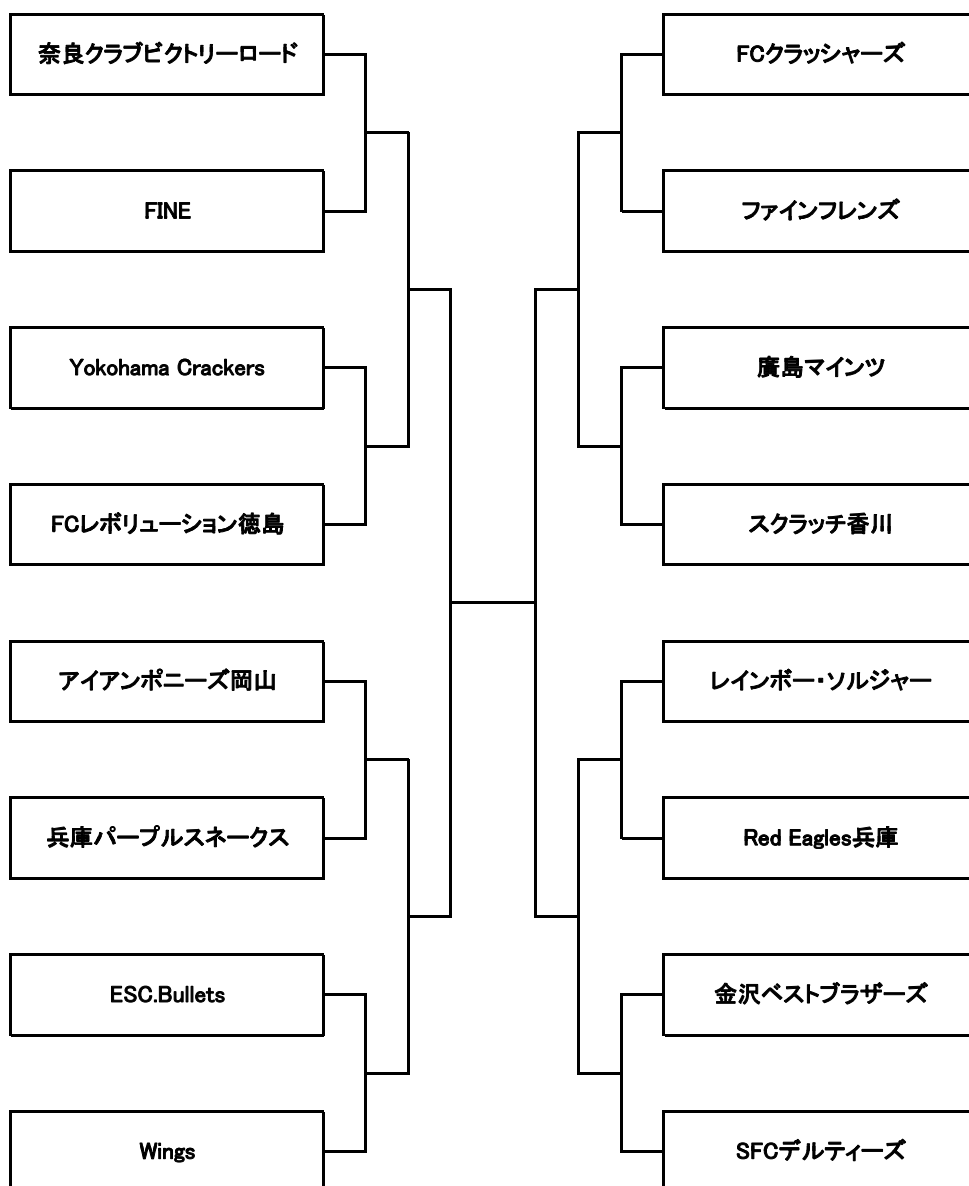 奈良クラブビクトリーロード
FINE
Yokohama Crackers
FCレボリューション徳島
アイアンポニーズ岡山
兵庫パープルスネークス
ESC.Bullets
Wings
FCクラッシャーズ
ファインフレンズ
廣島マインツ
スクラッチ香川
レインボー・ソルジャー
Red Eagles兵庫
金沢ベストブラザーズ
SFCデルティーズ